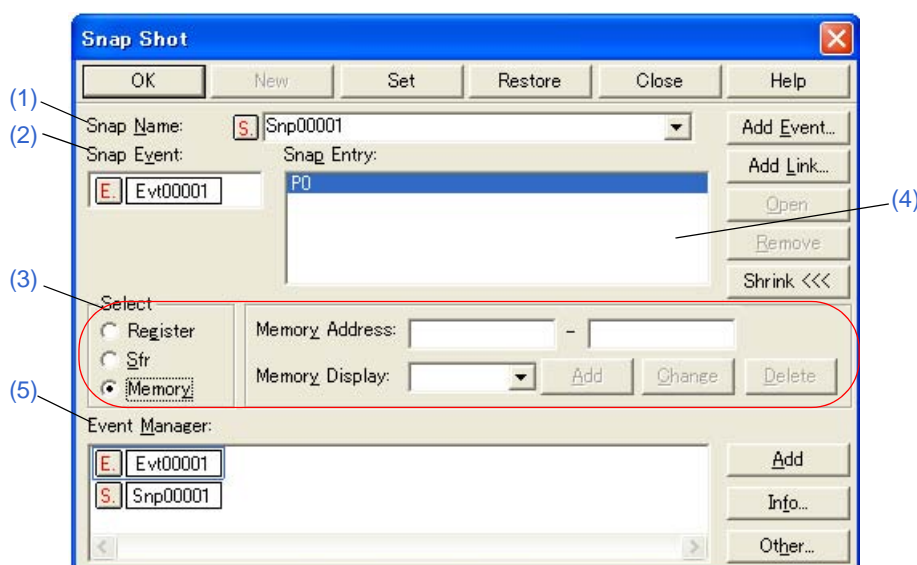 Snap Shot
OK New Set Restore Close Help
(1)
Snap Name: S. Snp00001 Add Event...
(2)
Snap Event: Snap Entry: Add Link...
E. Evt00001 P0 Open
(4)
Remove
Shrink <<<
(3)
Select
Register Memory Address: –
Sfr
Memory Memory Display: Add Change Delete
(5)
Event Manager:
E. Evt00001 Add
S. Snp00001 Info...
Other...